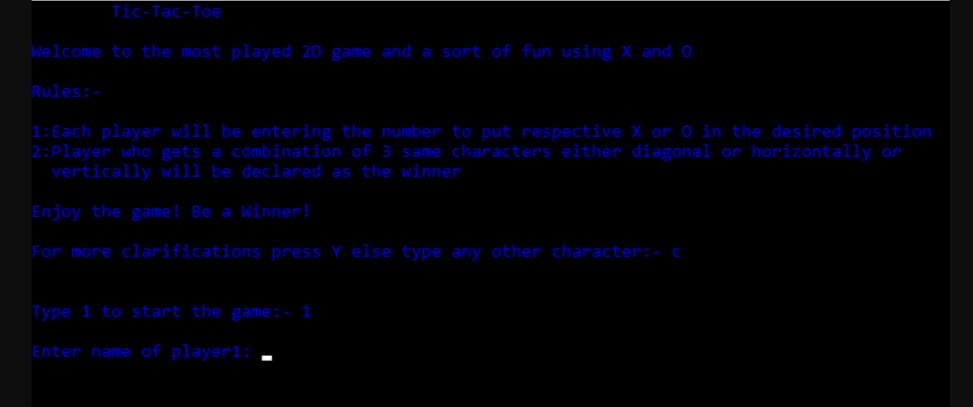 Tic-Tac-Toe
Welcome to the most played 2D game and a sort of fun using X and O
Rules:-
1:Each player will be entering the number to put respective X or O in the desired position
2:Player who gets a combination of 3 same characters either diagonal or horizontally or
vertically will be declared as the winner
Enjoy the game! Be a Winner!
For more clarifications press Y else type any other character:- c
Type 1 to start the game:- 1
Enter name of player1: